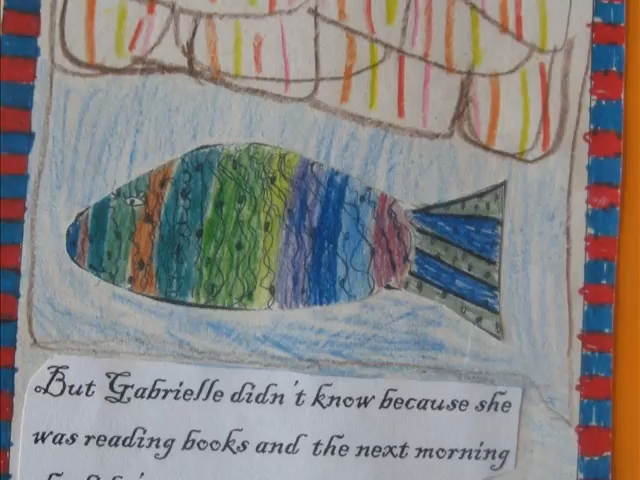 But Gabrielle didn't know because she
was reading books and the next morning